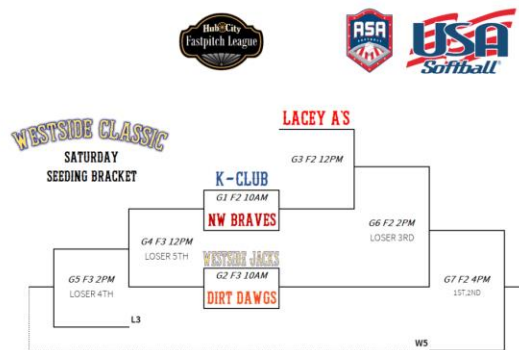 Hub City
Fastpitch League
ASA
SOFTBALL
USA
Softball
WESTSIDE CLASSIC
SATURDAY
SEEDING BRACKET
LACEY A'S
G3 F2 12PM
K-CLUB
G1 F2 10AM
NW BRAVES
G6 F2 2PM
LOSER 3RD
G4 F3 12PM
LOSER 5TH
WESTSIDE JACKS
G2 F3 10AM
DIRT DAWGS
G5 F3 2PM
LOSER 4TH
G7 F2 4PM
1ST,2ND
L3
W5